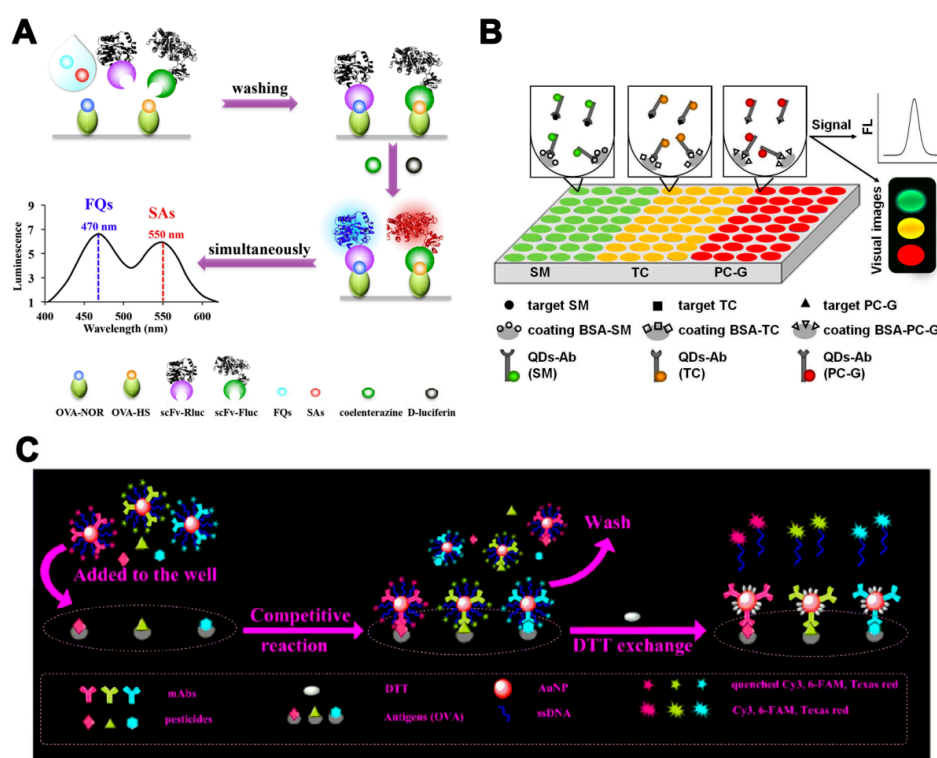 A
washing
FQs
470 nm
SAs
550 nm
simultaneously
Luminescence
9
7
5
3
1
400
450
500
550
600
Wavelength (nm)
OVA-NOR
OVA-HS
scFv-Rluc
scFv-Fluc
FQs
SAs
coelenterazine
D-luciferin
B
Signal
FL
Visual images
SM
TC
PC-G
target SM
target TC
target PC-G
coating BSA-SM
coating BSA-TC
coating BSA-PC-G
QDs-Ab
(SM)
QDs-Ab
(TC)
QDs-Ab
(PC-G)
C
Added to the well
Competitive
reaction
Wash
DTT exchange
mAbs
pesticides
DTT
Antigens (OVA)
AuNP
ssDNA
quenched Cy3, 6-FAM, Texas red
Cy3, 6-FAM, Texas red